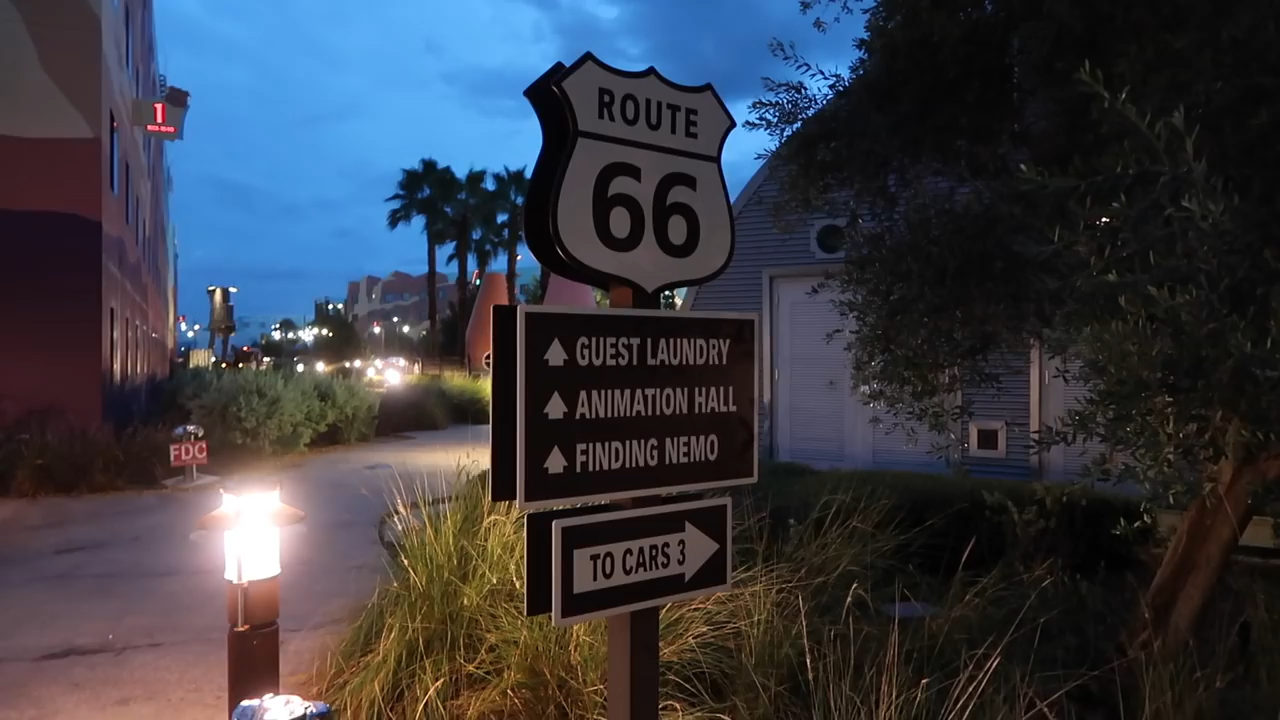 1
ROUTE
66
GUEST LAUNDRY
ANIMATION HALL
FINDING NEMO
FDC
TO CARS 3